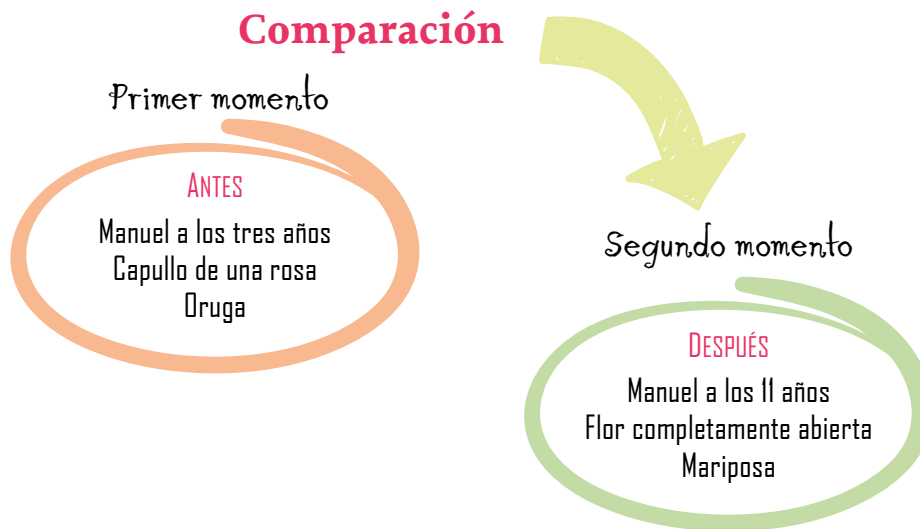 Comparación
Primer momento
ANTES
Manuel a los tres años
Capullo de una rosa
Oruga
Segundo momento
DESPUÉS
Manuel a los 11 años
Flor completamente abierta
Mariposa